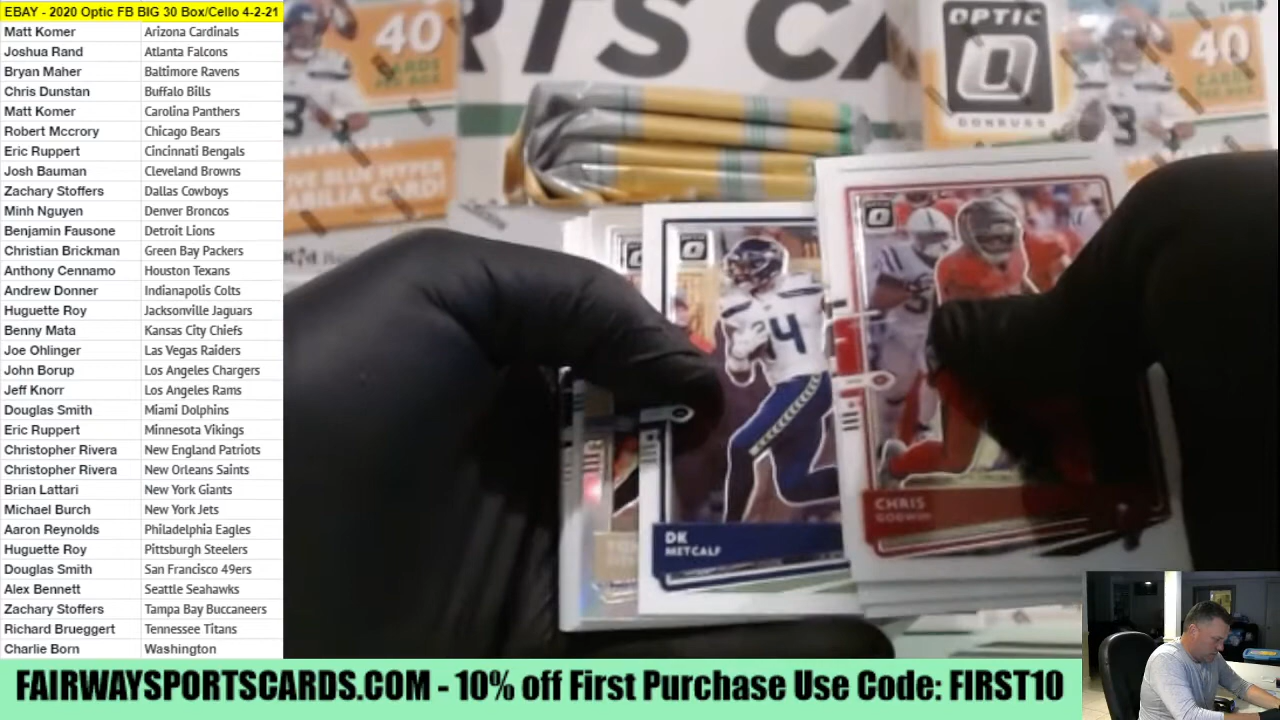 EBAY - 2020 Optic FB BIG 30 Box/Cello 4-2-21
Matt Komer Arizona Cardinals
Joshua Rand Atlanta Falcons
Bryan Maher Baltimore Ravens
Chris Dunstan Buffalo Bills
Matt Komer Carolina Panthers
Robert Mccrory Chicago Bears
Eric Ruppert Cincinnati Bengals
Josh Bauman Cleveland Browns
Zachary Stoffers Dallas Cowboys
Minh Nguyen Denver Broncos
Benjamin Fausone Detroit Lions
Christian Brickman Green Bay Packers
Anthony Cennamo Houston Texans
Andrew Donner Indianapolis Colts
Huguette Roy Jacksonville Jaguars
Benny Mata Kansas City Chiefs
Joe Ohlinger Las Vegas Raiders
John Borup Los Angeles Chargers
Jeff Knorr Los Angeles Rams
Douglas Smith Miami Dolphins
Eric Ruppert Minnesota Vikings
Christopher Rivera New England Patriots
Christopher Rivera New Orleans Saints
Brian Lattari New York Giants
Michael Burch New York Jets
Aaron Reynolds Philadelphia Eagles
Huguette Roy Pittsburgh Steelers
Douglas Smith San Francisco 49ers
Alex Bennett Seattle Seahawks
Zachary Stoffers Tampa Bay Buccaneers
Richard Brueggert Tennessee Titans
Charlie Born Washington
RTS CA
40
OPTIC
DONRUSS
40
DK
METCALF
CHRIS
GODWIN
FAIRWAYSPORTSCARDS.COM - 10% off First Purchase Use Code: FIRST10